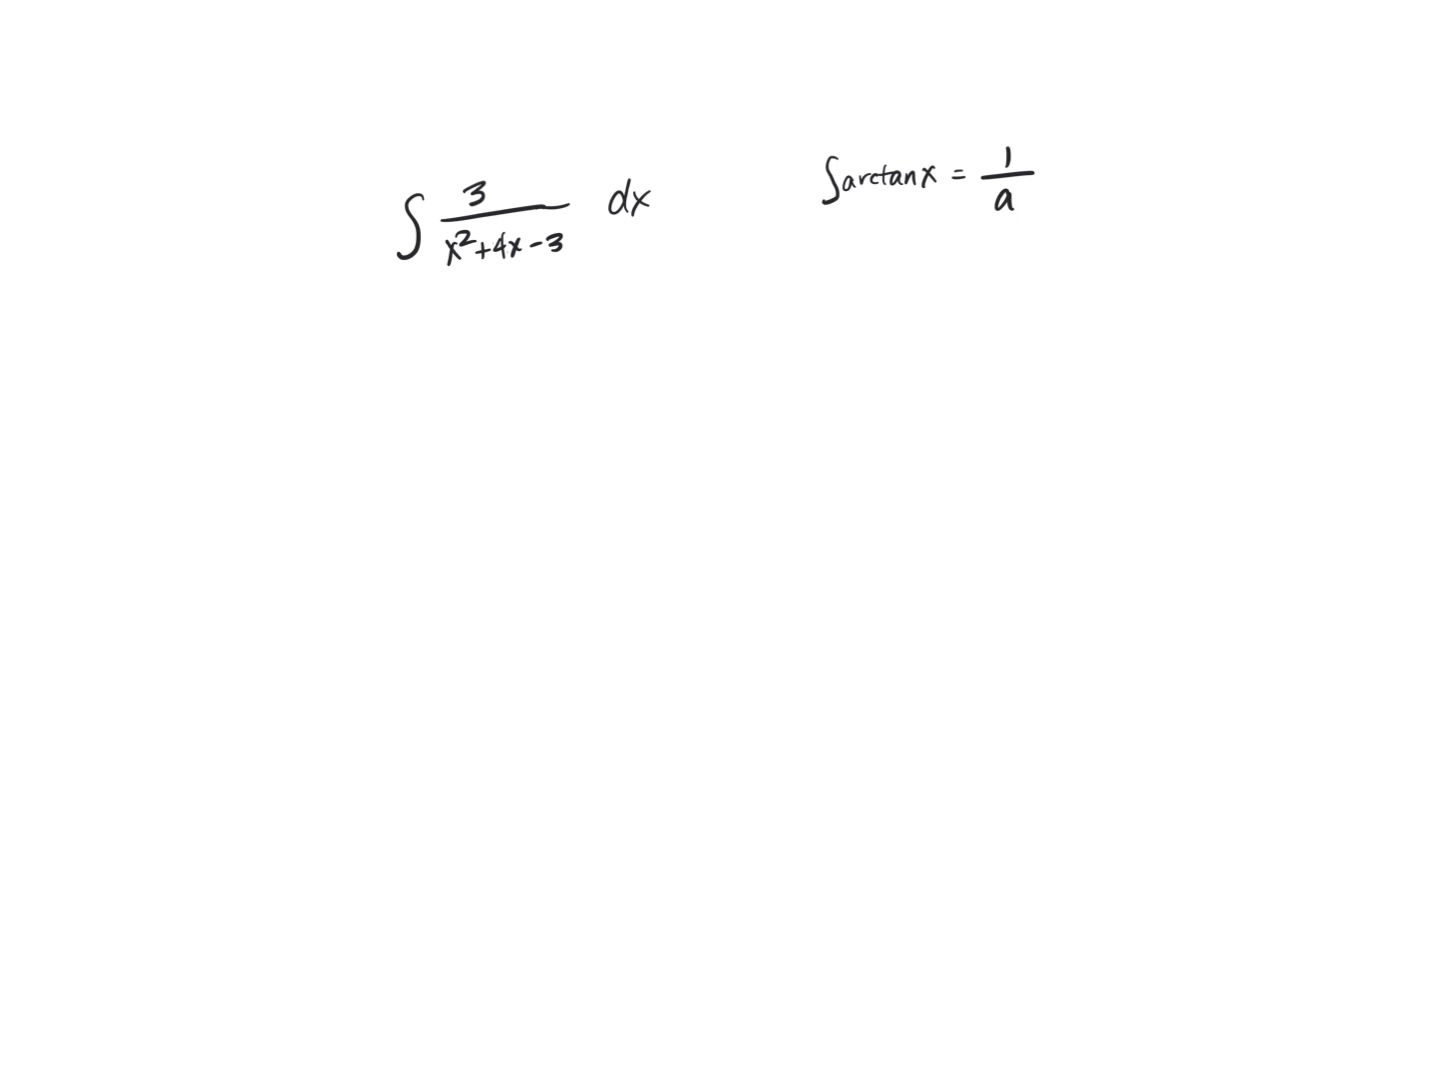 ∫ 3/(x²+4x-3) dx
∫arctan x = 1/a